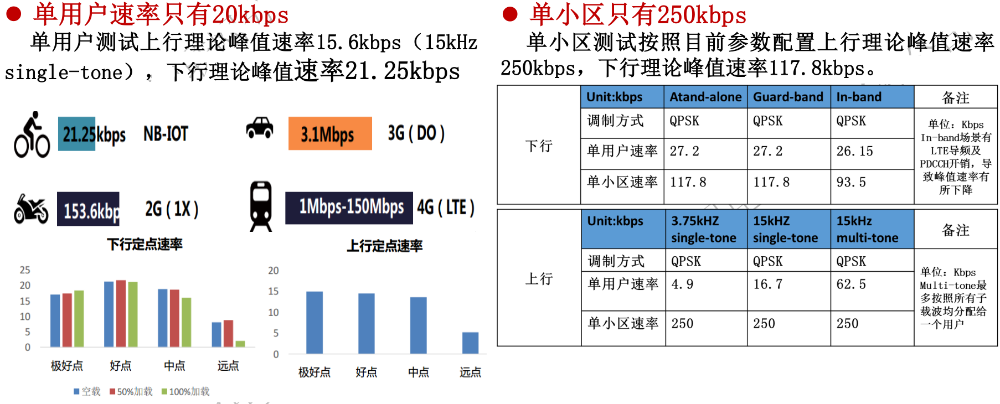 ● 单用户速率只有20kbps
单用户测试上行理论峰值速率15.6kbps（15kHz
single-tone），下行理论峰值速率21.25kbps
21.25kbps NB-IOT
3.1Mbps 3G ( DO )
153.6kbp 2G ( 1X )
1Mbps-150Mbps 4G ( LTE )
下行定点速率
25
20
15
10
5
0
极好点 好点 中点 远点
空载 50%加载 100%加载
上行定点速率
20
15
10
5
0
极好点 好点 中点 远点
● 单小区只有250kbps
单小区测试按照目前参数配置上行理论峰值速率
250kbps，下行理论峰值速率117.8kbps。
下行
Unit:kbps Atand-alone Guard-band In-band 备注
调制方式 QPSK QPSK QPSK
单用户速率 27.2 27.2 26.15
单小区速率 117.8 117.8 93.5
单位：Kbps
In-band场景有
LTE导频及
PDCCH开销，导
致峰值速率有
所下降
上行
Unit:kbps 3.75kHZ single-tone 15kHZ single-tone 15kHz multi-tone 备注
调制方式 QPSK QPSK QPSK
单用户速率 4.9 16.7 62.5
单小区速率 250 250 250
单位：Kbps
Multi-tone最
多按照所有子
载波均分配给
一个用户